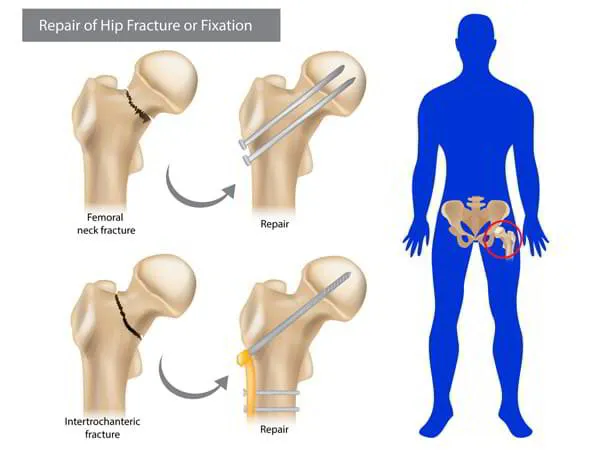 Repair of Hip Fracture or Fixation
Femoral
neck fracture
Repair
Intertrochanteric
fracture
Repair